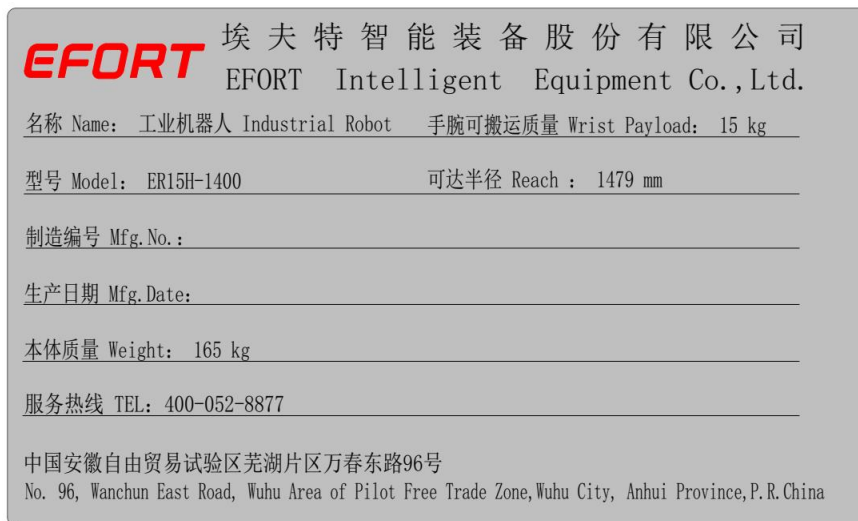 EFORT 埃夫特智能装备股份有限公司
EFORT Intelligent Equipment Co.,Ltd.
名称 Name: 工业机器人 Industrial Robot 手腕可搬运质量 Wrist Payload: 15 kg
型号 Model: ER15H-1400 可达半径 Reach : 1479 mm
制造编号 Mfg.No.:
生产日期 Mfg.Date:
本体质量 Weight: 165 kg
服务热线 TEL: 400-052-8877
中国安徽自由贸易试验区芜湖片区万春东路96号
No. 96, Wanchun East Road, Wuhu Area of Pilot Free Trade Zone,Wuhu City, Anhui Province,P.R.China